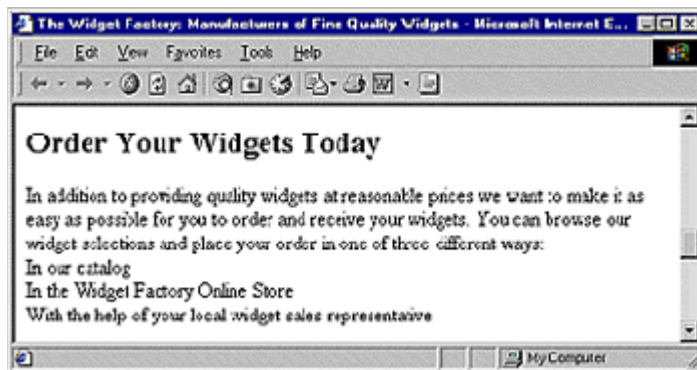 The Widget Factory: Manufacturers of Fine Quality Widgets - Microsoft Internet E...
File Edit View Favorites Tools Help
Order Your Widgets Today
In addition to providing quality widgets at reasonable prices we want to make it as
easy as possible for you to order and receive your widgets. You can browse our
widget selections and place your order in one of three different ways:
In our catalog
In the Widget Factory Online Store
With the help of your local widget sales representative
My Computer